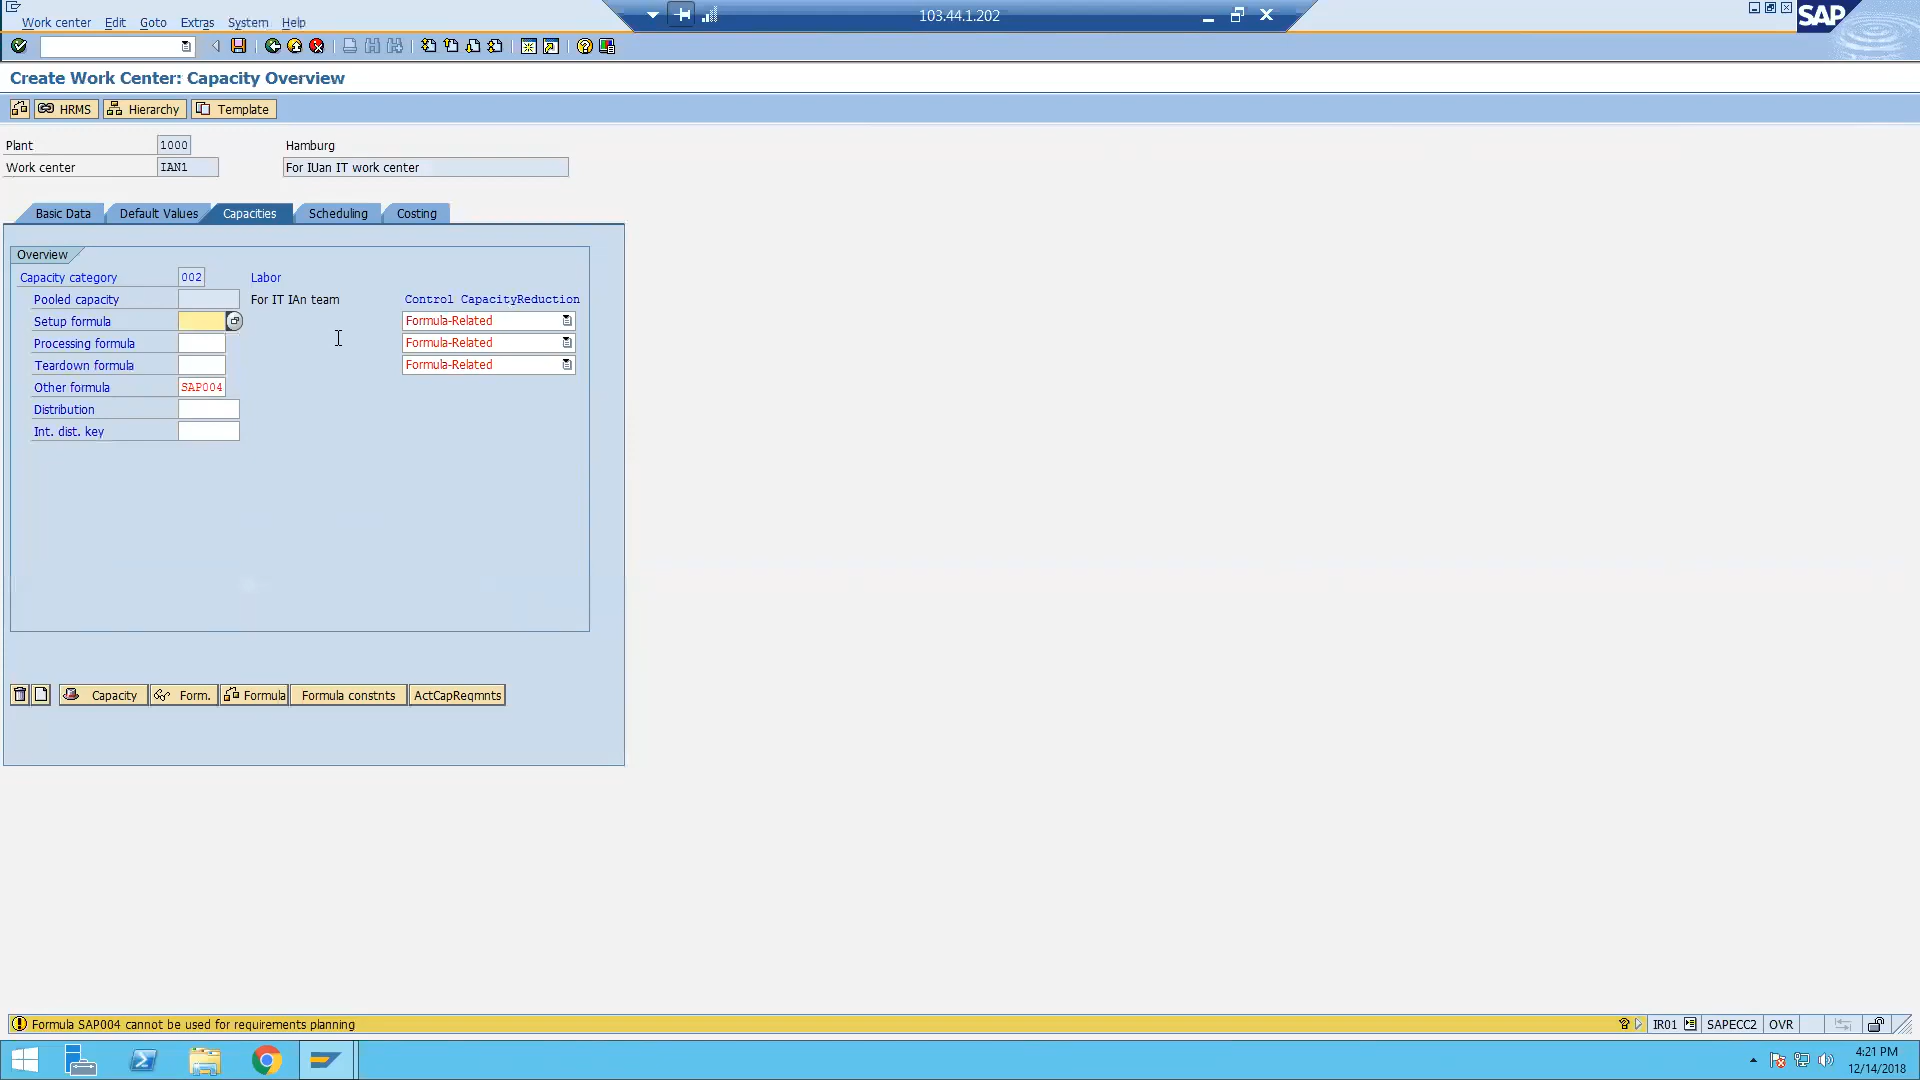 103.44.1.202
Work center Edit Goto Extras System Help
SAP
Create Work Center: Capacity Overview
HRMS Hierarchy Template
Plant 1000 Hamburg
Work center IAN1 For IUan IT work center
Basic Data Default Values Capacities Scheduling Costing
Overview
Capacity category 002 Labor
Pooled capacity For IT IAn team Control CapacityReduction
Setup formula Formula-Related
Processing formula Formula-Related
Teardown formula Formula-Related
Other formula SAP004
Distribution
Int. dist. key
Capacity Form. Formula Formula constnts ActCapReqmnts
Formula SAP004 cannot be used for requirements planning IR01 SAPECC2 OVR
4:21 PM
12/14/2018